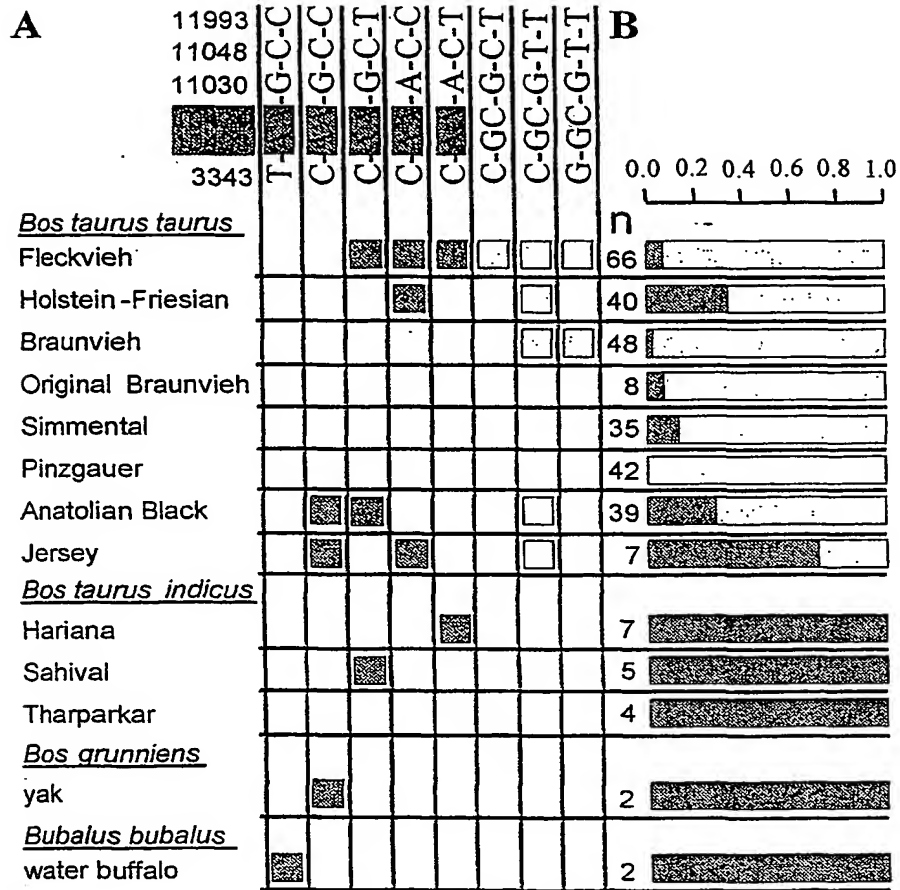 A
B
11993
11048
11030
3343
T- -G-C-C
C- -G-C-C
C- -G-C-T
C- -A-C-C
C- -A-C-T
C-GC-G-C-T
C-GC-G-T-T
G-GC-G-T-T
0.0 0.2 0.4 0.6 0.8 1.0
n
Bos taurus taurus
Fleckvieh 66
Holstein-Friesian 40
Braunvieh 48
Original Braunvieh 8
Simmental 35
Pinzgauer 42
Anatolian Black 39
Jersey 7
Bos taurus indicus
Hariana 7
Sahival 5
Tharparkar 4
Bos grunniens
yak 2
Bubalus bubalus
water buffalo 2